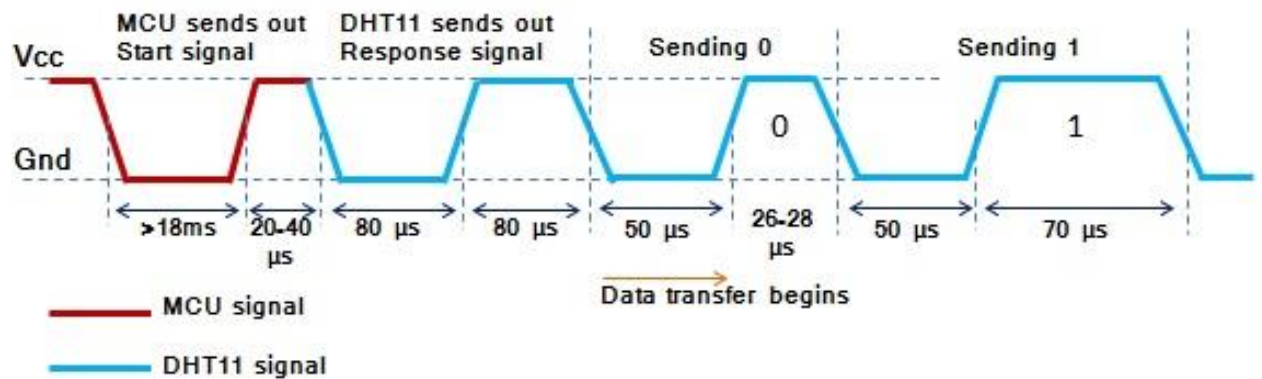 MCU sends out
Start signal
DHT11 sends out
Response signal
Sending 0
Sending 1
Vcc
0
1
Gnd
>18ms
20-40
µs
80 µs
80 µs
50 µs
26-28
µs
50 µs
70 µs
Data transfer begins
MCU signal
DHT11 signal